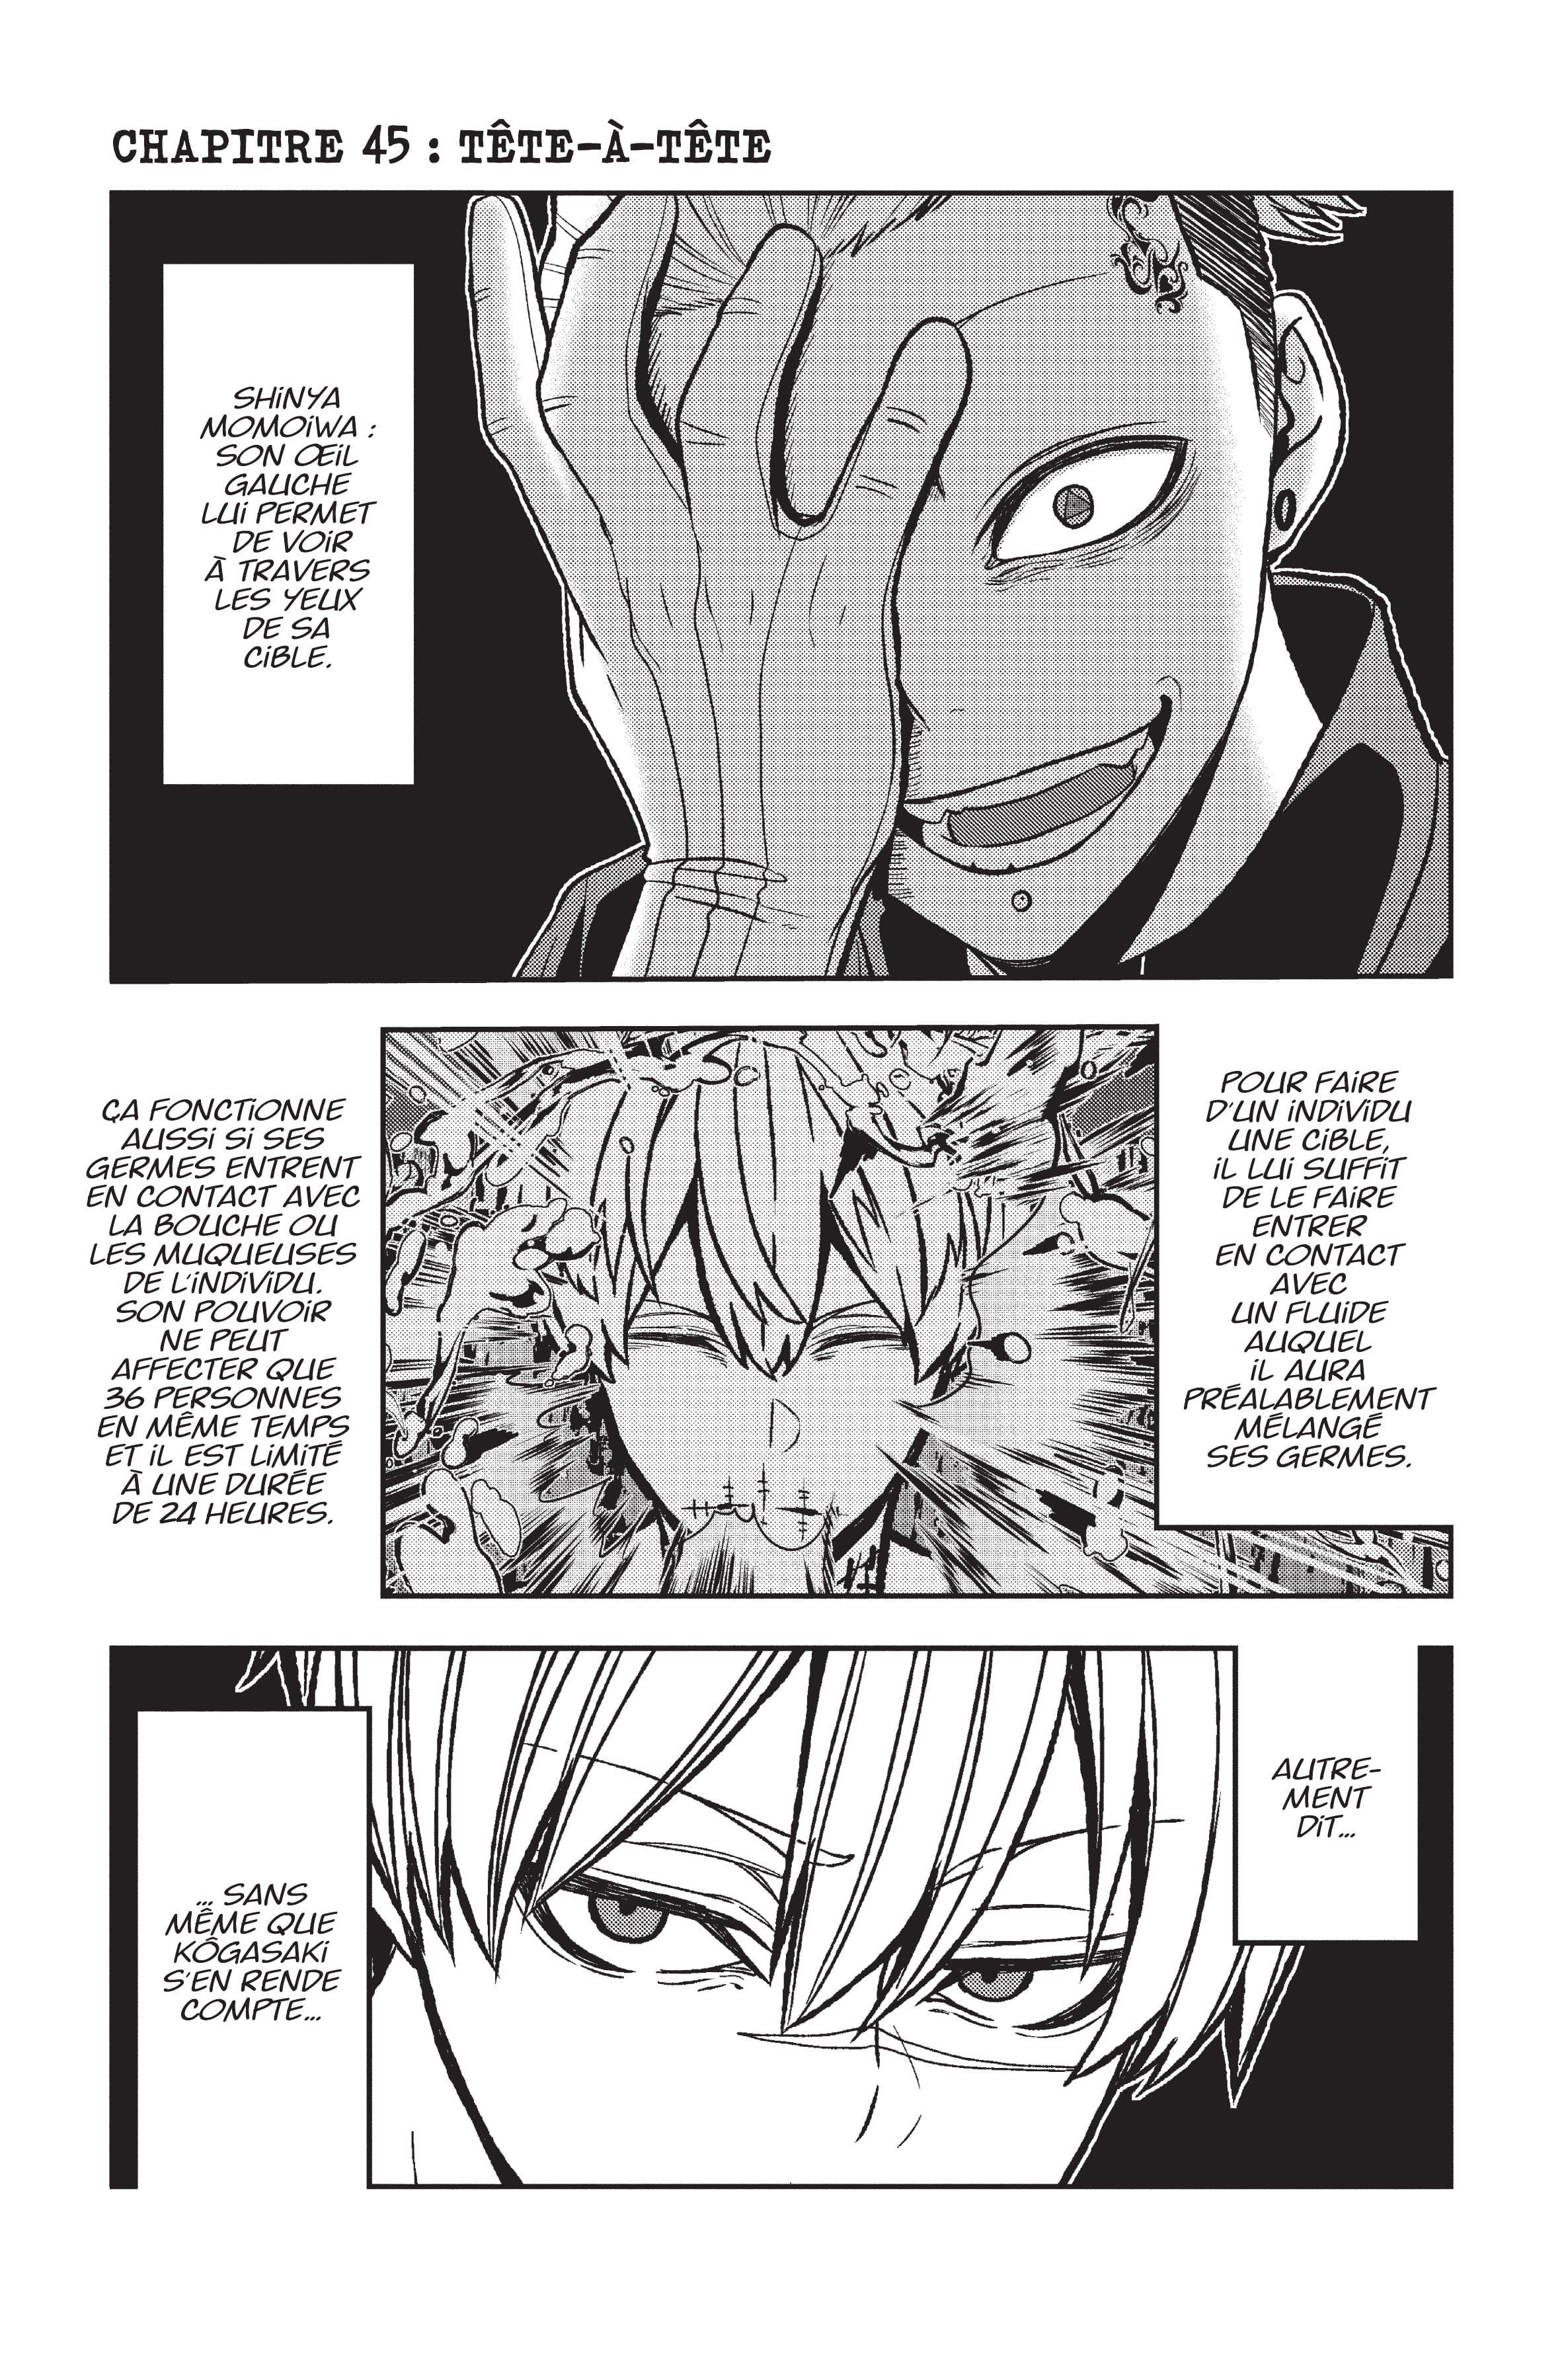 CHAPITRE 45 : TÊTE-À-TÊTE
SHINYA
MOMOIWA :
SON ŒIL
GAUCHE
LUI PERMET
DE VOIR
À TRAVERS
LES YEUX
DE SA
CIBLE.
POUR FAIRE
D'UN INDIVIDU
UNE CIBLE,
IL LUI SUFFIT
DE LE FAIRE
ENTRER
EN CONTACT
AVEC
UN FLUIDE
AUQUEL
IL AURA
PRÉALABLEMENT
MÉLANGÉ
SES GERMES.
ÇA FONCTIONNE
AUSSI SI SES
GERMES ENTRENT
EN CONTACT AVEC
LA BOUCHE OU
LES MUQUEUSES
DE L'INDIVIDU.
SON POUVOIR
NE PEUT
AFFECTER QUE
36 PERSONNES
EN MÊME TEMPS
ET IL EST LIMITÉ
À UNE DURÉE
DE 24 HEURES.
AUTRE-
MENT
DIT...
... SANS
MÊME QUE
KÔGASAKI
S'EN RENDE
COMPTE...